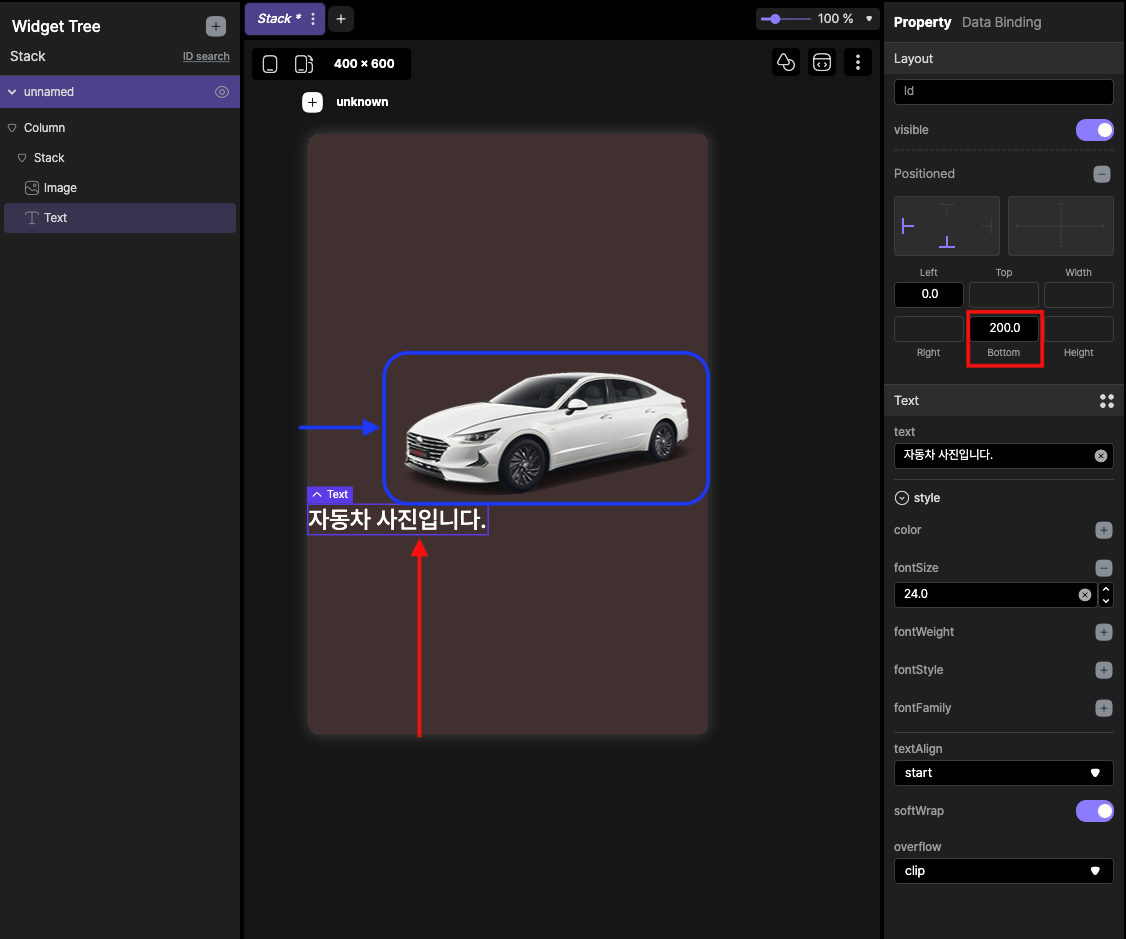 Widget Tree
Stack
ID search
unnamed
Column
Stack
Image
Text
Stack *
100 %
400 × 600
unknown
Text
자동차 사진입니다.
Property
Data Binding
Layout
Id
visible
Positioned
Left
Top
Width
0.0
200.0
Right
Bottom
Height
Text
text
자동차 사진입니다.
style
color
fontSize
24.0
fontWeight
fontStyle
fontFamily
textAlign
start
softWrap
overflow
clip